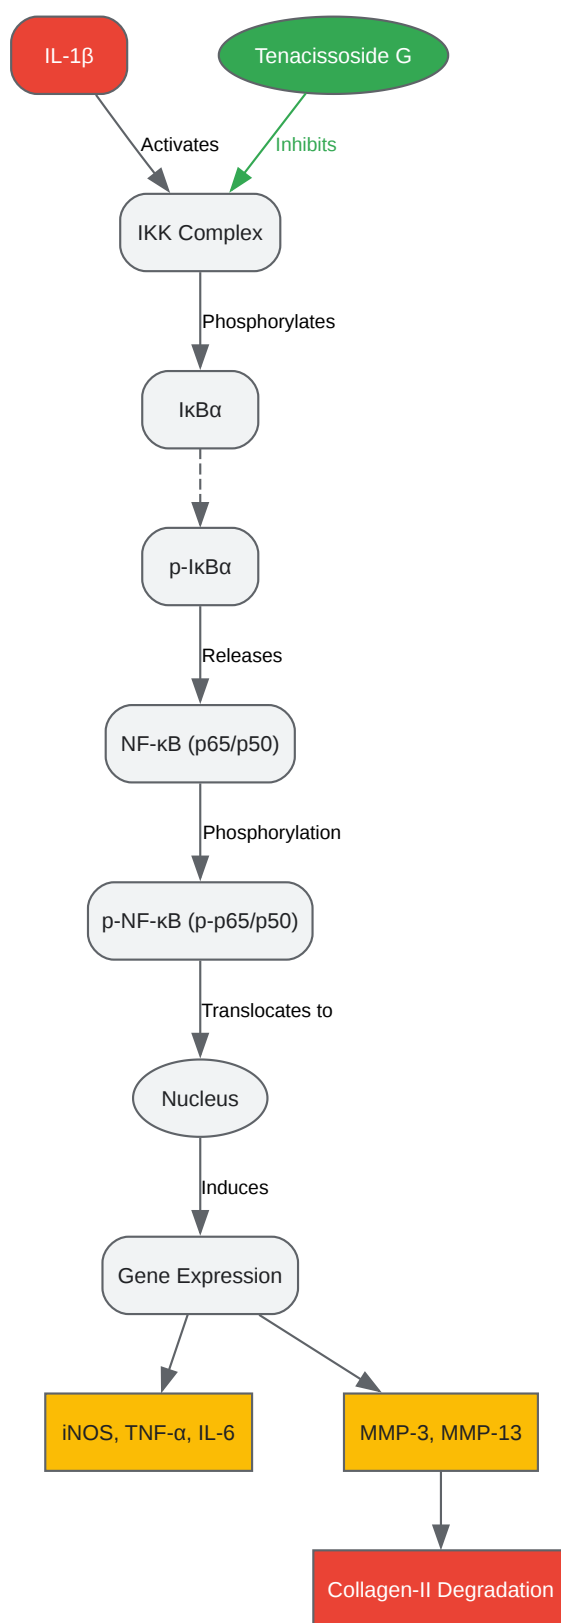 IL-1β
Tenacissoside G
Activates
Inhibits
IKK Complex
Phosphorylates
IκBα
p-IκBα
Releases
NF-κB (p65/p50)
Phosphorylation
p-NF-κB (p-p65/p50)
Translocates to
Nucleus
Induces
Gene Expression
iNOS, TNF-α, IL-6
MMP-3, MMP-13
Collagen-II Degradation